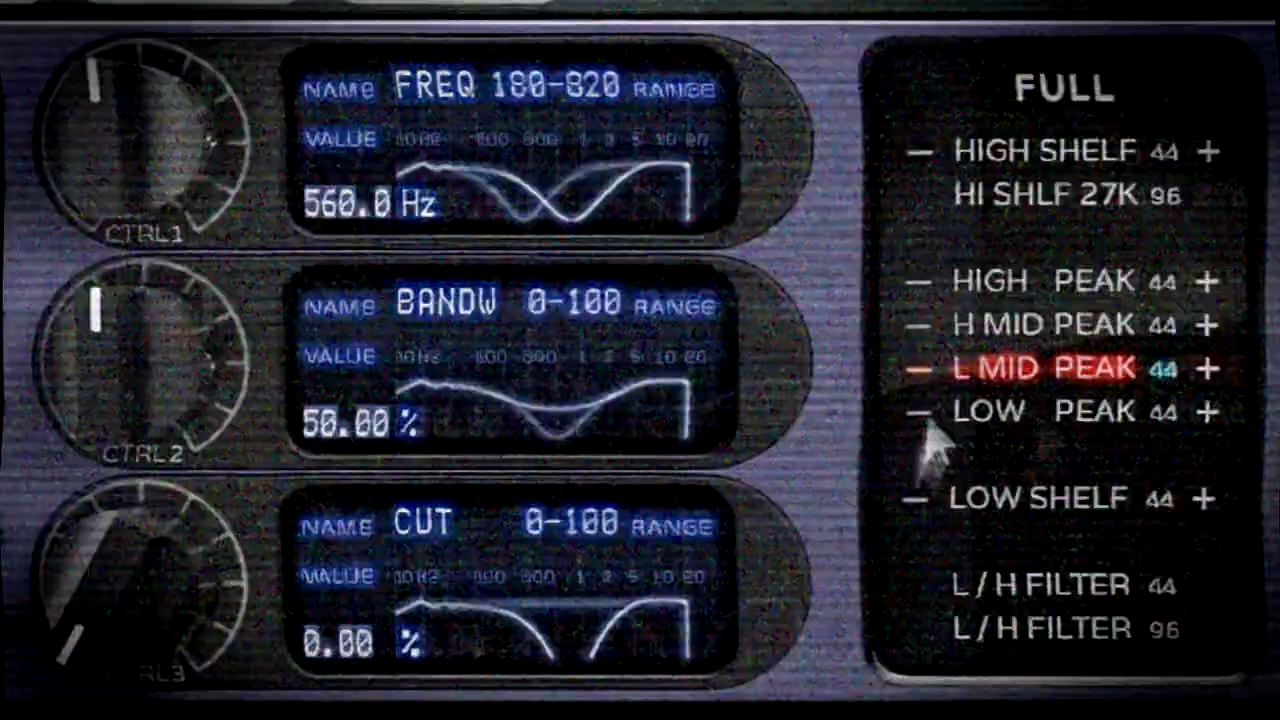 NAME FREQ 180-820 RANGE
VALUE
560.0 Hz
CTRL1
NAME BANDW 0-100 RANGE
VALUE
50.00 %
CTRL2
NAME CUT 0-100 RANGE
VALUE
0.00 %
FULL
– HIGH SHELF 44 +
HI SHLF 27K 96
– HIGH PEAK 44 +
– H MID PEAK 44 +
– L MID PEAK 44 +
– LOW PEAK 44 +
– LOW SHELF 44 +
L / H FILTER 44
L / H FILTER 96